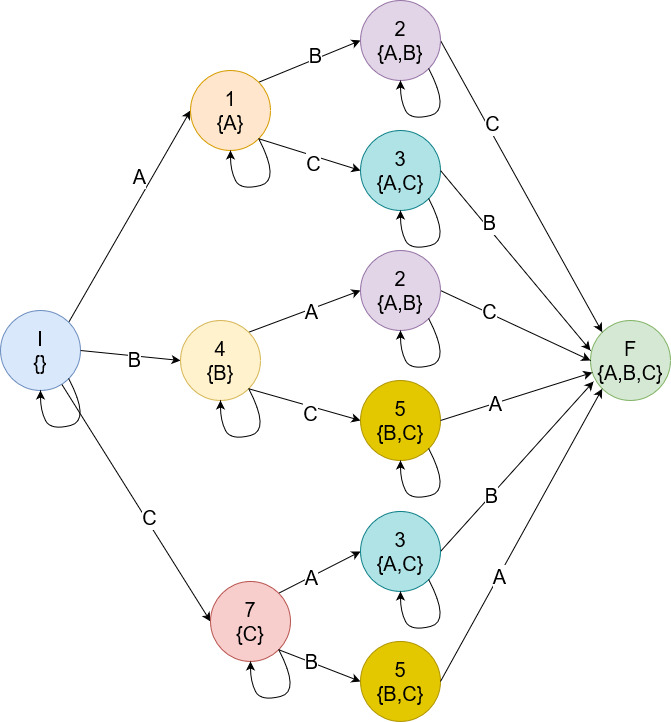 2
{A,B}
B
1
{A}
C
C
3
{A,C}
A
B
2
{A,B}
A
C
I
{}
B
4
{B}
F
{A,B,C}
C
5
{B,C}
A
C
B
3
{A,C}
A
A
7
{C}
B
5
{B,C}